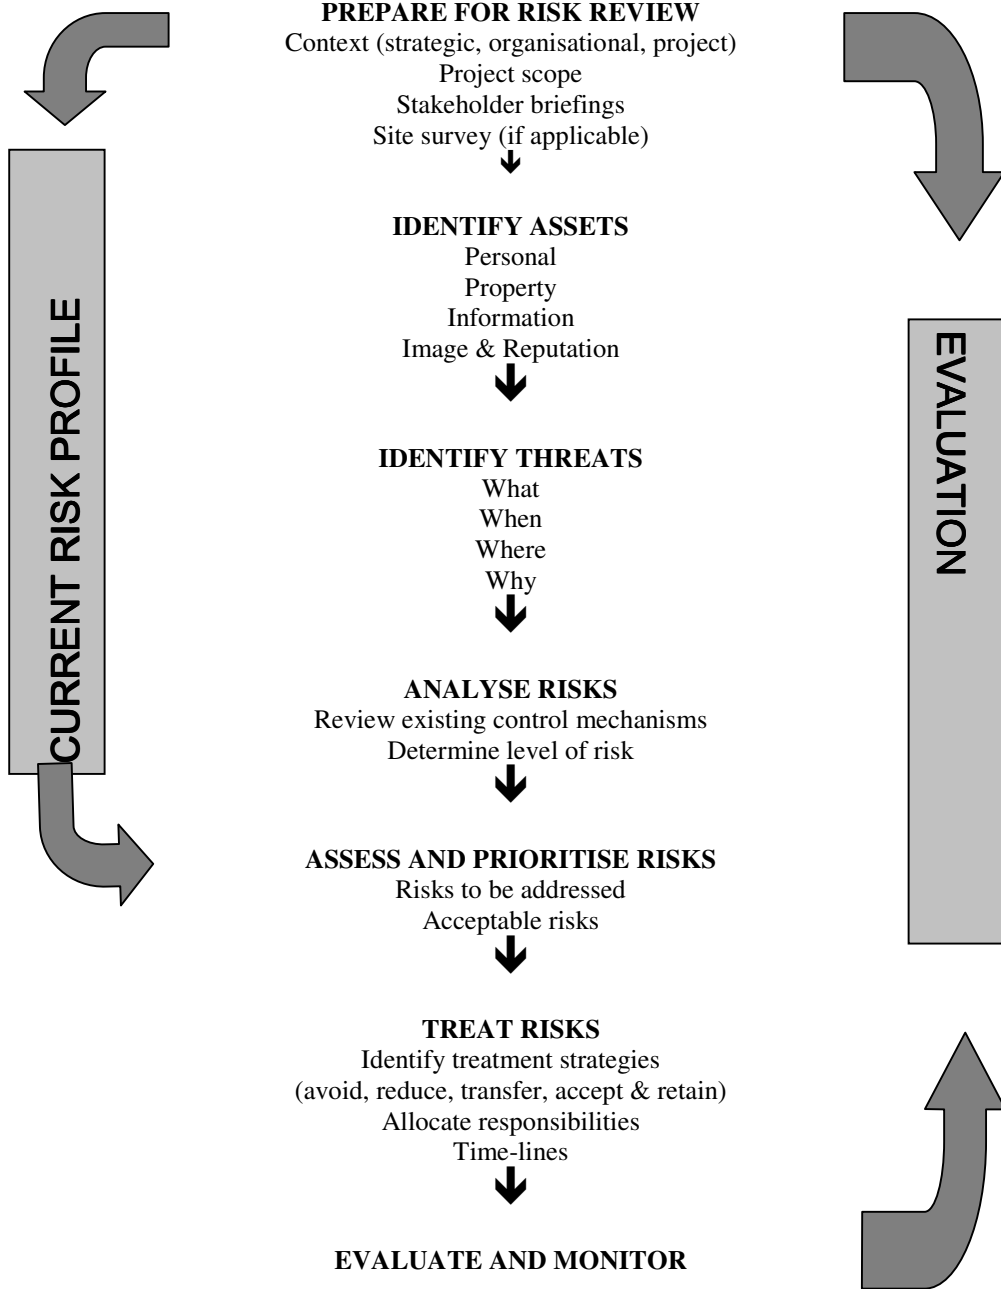 PREPARE FOR RISK REVIEW
Context (strategic, organisational, project)
Project scope
Stakeholder briefings
Site survey (if applicable)
IDENTIFY ASSETS
Personal
Property
Information
Image & Reputation
IDENTIFY THREATS
What
When
Where
Why
ANALYSE RISKS
Review existing control mechanisms
Determine level of risk
ASSESS AND PRIORITISE RISKS
Risks to be addressed
Acceptable risks
TREAT RISKS
Identify treatment strategies
(avoid, reduce, transfer, accept & retain)
Allocate responsibilities
Time-lines
EVALUATE AND MONITOR
CURRENT RISK PROFILE
EVALUATION